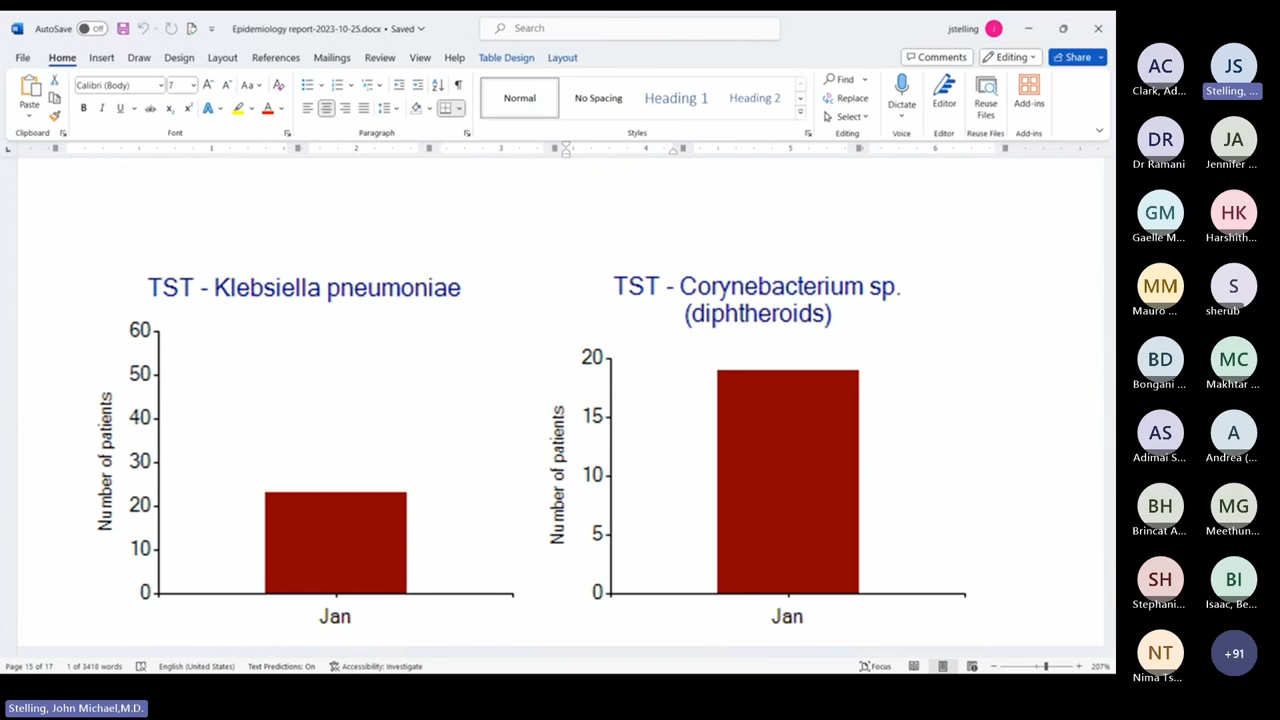 AutoSave Off Epidemiology report-2023-10-25.docx • Saved Search jstelling J
File Home Insert Draw Design Layout References Mailings Review View Help Table Design Layout Comments Editing Share
Paste Calibri (Body) 7 Normal No Spacing Heading 1 Heading 2 Find Replace Select Dictate Editor Reuse Files Add-ins
Clipboard Font Paragraph Styles Editing Voice Editor Reuse Files Add-ins
1 2 3 4 5 6
TST - Klebsiella pneumoniae
Number of patients
60
50
40
30
20
10
0
Jan
TST - Corynebacterium sp.
(diphtheroids)
Number of patients
20
15
10
5
0
Jan
Page 15 of 17 1 of 3418 words English (United States) Text Predictions: On Accessibility: Investigate Focus 207%
Stelling, John Michael,M.D.
AC JS
Clark, Ad... Stelling, ...
DR JA
Dr Ramani Jennifer ...
GM HK
Gaelle M... Harshith...
MM S
Mauro ... sherub
BD MC
Bongani ... Makhtar ...
AS A
Adimai S... Andrea (...
BH MG
Brincat A... Meethun...
SH BI
Stephani... Isaac, Be...
NT +91
Nima Ts...